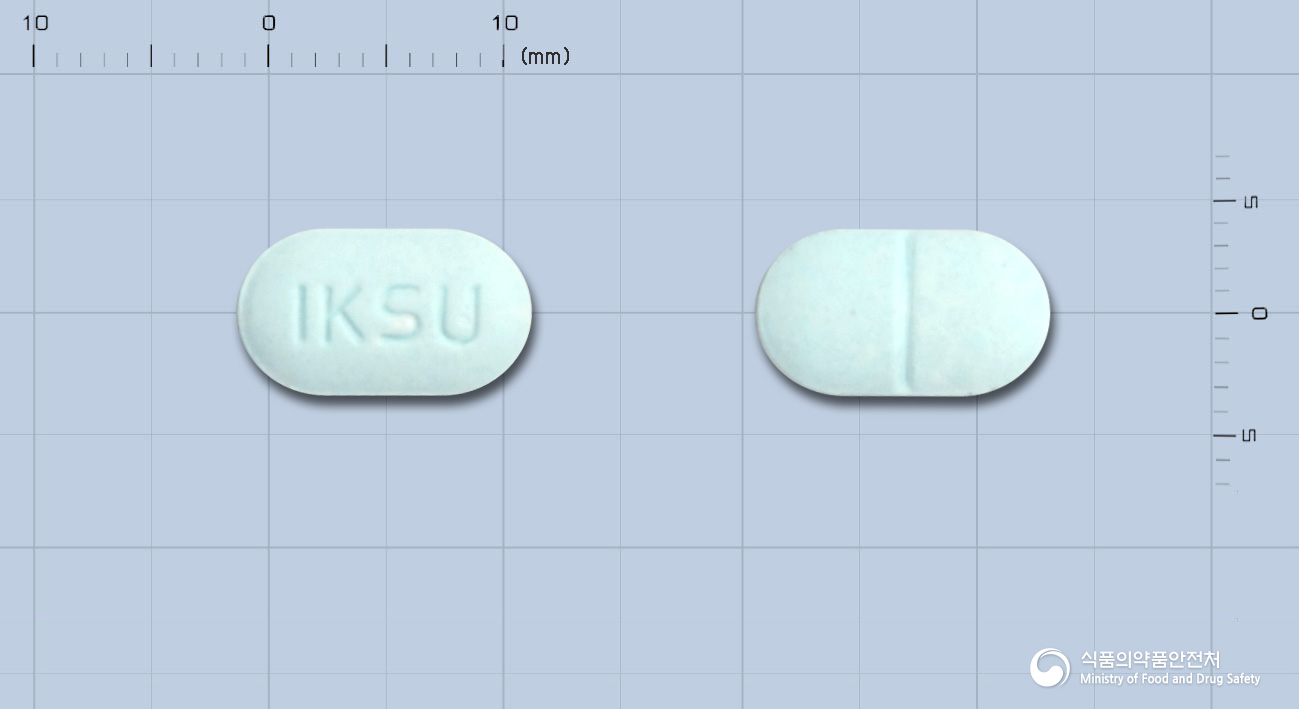 10 0 10 (mm)
5
0
5
IKSU
식품의약품안전처
Ministry of Food and Drug Safety